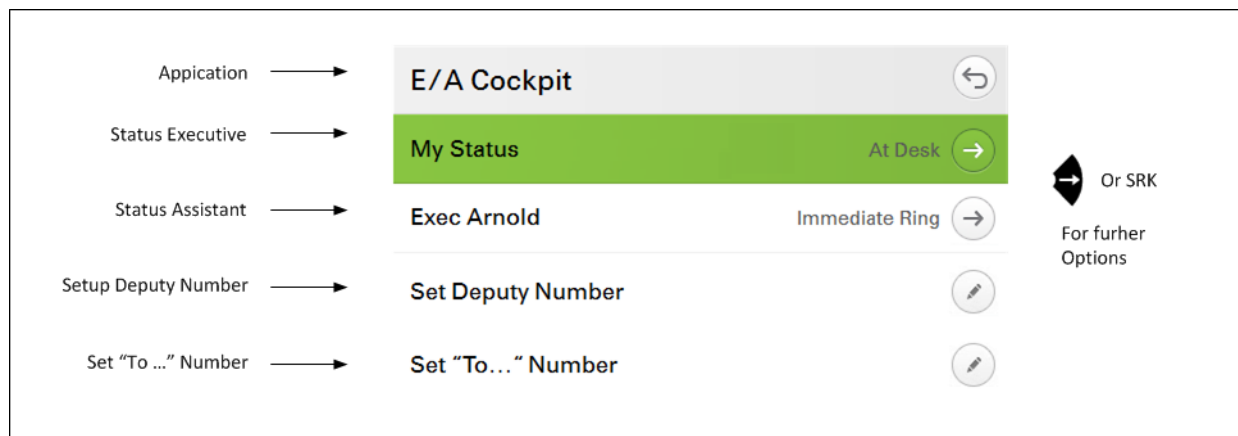 Appication
E/A Cockpit
Status Executive
My Status At Desk
Or SRK
Status Assistant
Exec Arnold Immediate Ring
For furher
Options
Setup Deputy Number
Set Deputy Number
Set “To ...” Number
Set “To...“ Number